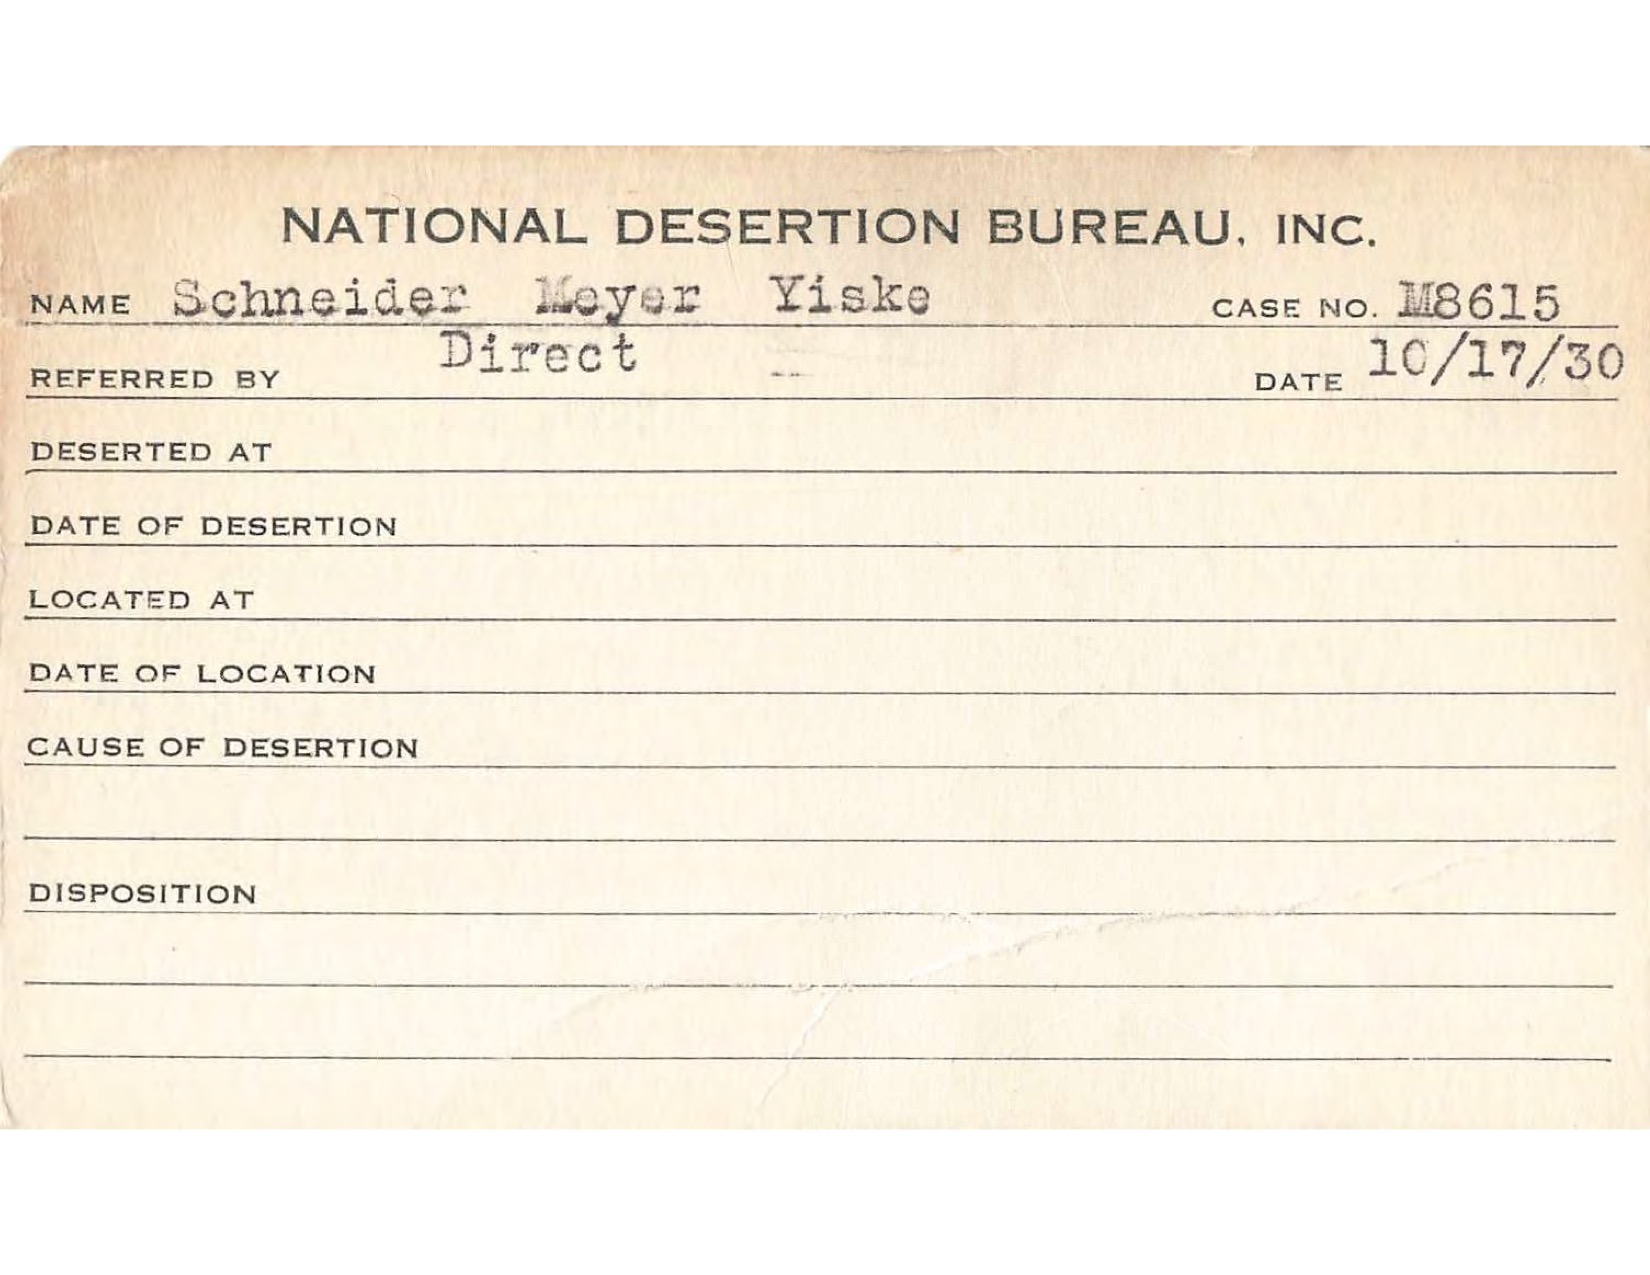 NATIONAL DESERTION BUREAU, INC.
NAME Schneider Meyer Yiske CASE NO. M8615
REFERRED BY Direct DATE 10/17/30
DESERTED AT
DATE OF DESERTION
LOCATED AT
DATE OF LOCATION
CAUSE OF DESERTION
DISPOSITION